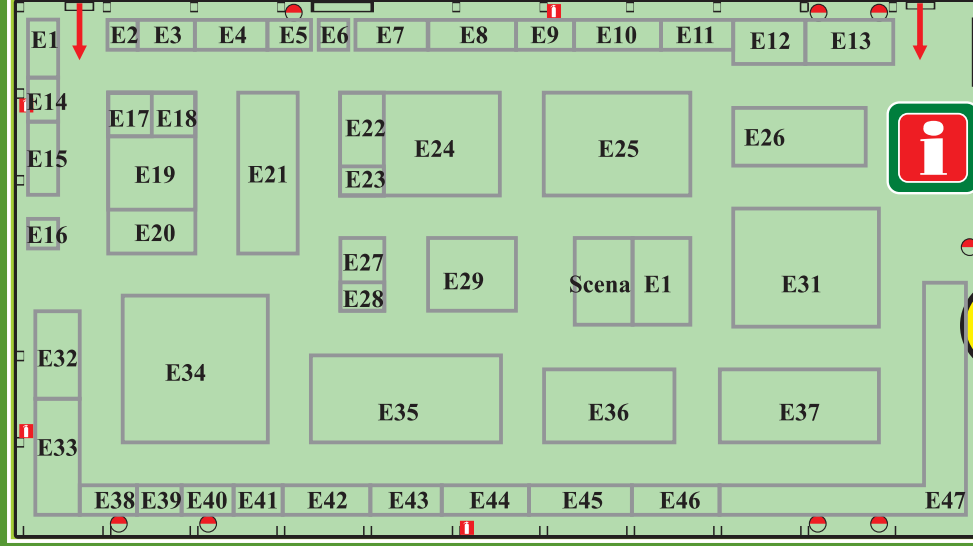 E1 E2 E3 E4 E5 E6 E7 E8 E9 E10 E11 E12 E13
E14 E17 E18 E22 E24 E25 E26 i
E15 E19 E21 E23
E16 E20
E27 E29 Scena E1 E31
E28
E32 E34
E35 E36 E37
E33
E38 E39 E40 E41 E42 E43 E44 E45 E46 E47